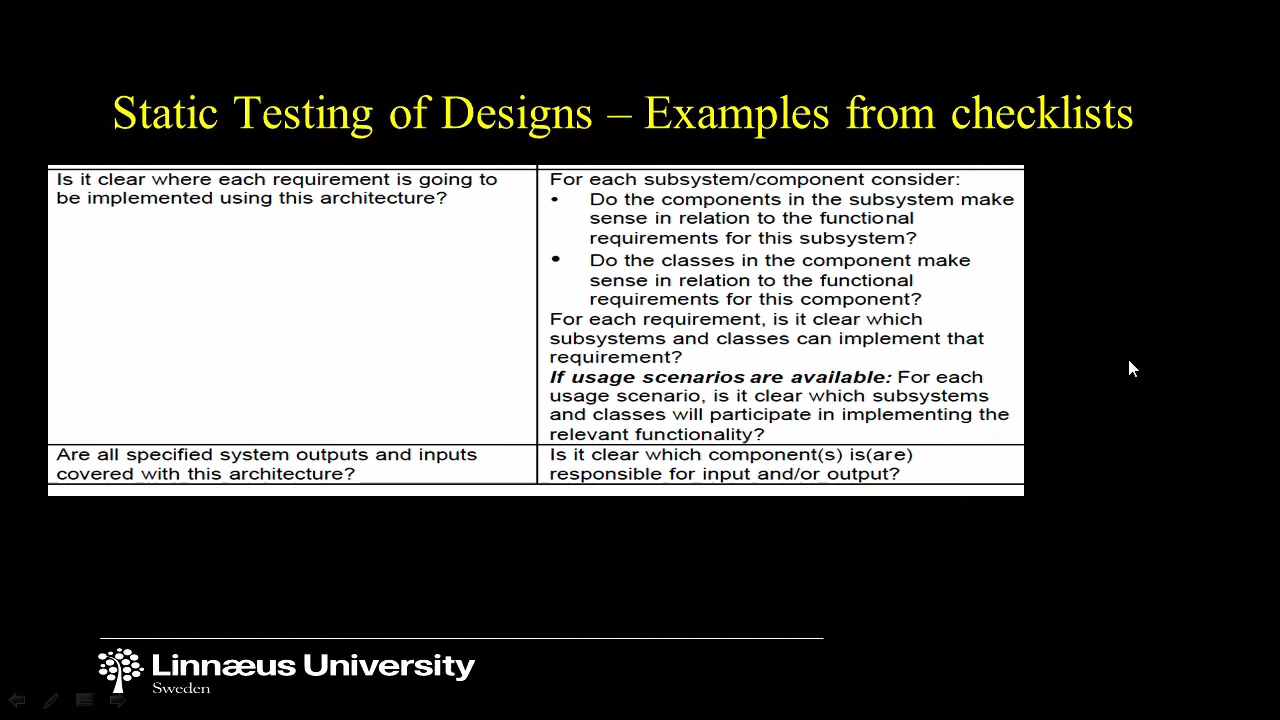 Static Testing of Designs – Examples from checklists
Is it clear where each requirement is going to
be implemented using this architecture?
For each subsystem/component consider:
• Do the components in the subsystem make
sense in relation to the functional
requirements for this subsystem?
• Do the classes in the component make
sense in relation to the functional
requirements for this component?
For each requirement, is it clear which
subsystems and classes can implement that
requirement?
If usage scenarios are available: For each
usage scenario, is it clear which subsystems
and classes will participate in implementing the
relevant functionality?
Are all specified system outputs and inputs
covered with this architecture?
Is it clear which component(s) is(are)
responsible for input and/or output?
Linnæus University
Sweden